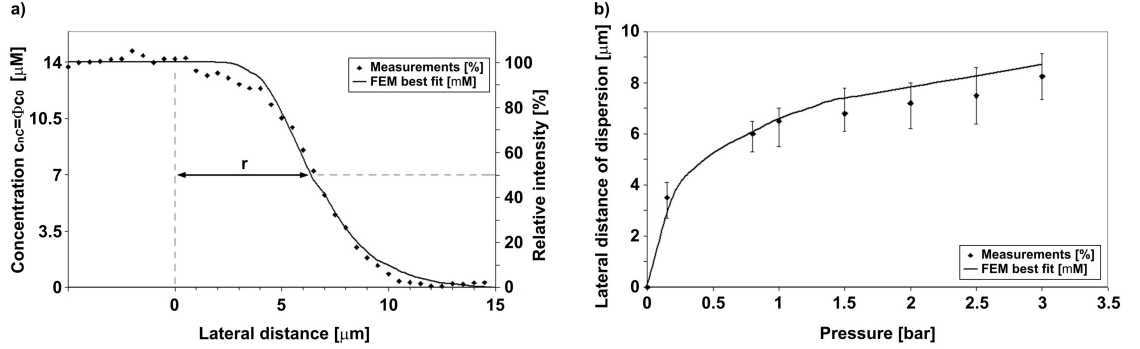 a)
Concentration cnc=Φc0 [μM]
14
10.5
7
3.5
0
0
5
10
15
Lateral distance [μm]
100
80
60
40
20
0
Relative intensity [%]
Measurements [%]
FEM best fit [mM]
r
b)
Lateral distance of dispersion [μm]
10
8
6
4
2
0
0
0.5
1
1.5
2
2.5
3
3.5
Pressure [bar]
Measurements [%]
FEM best fit [mM]